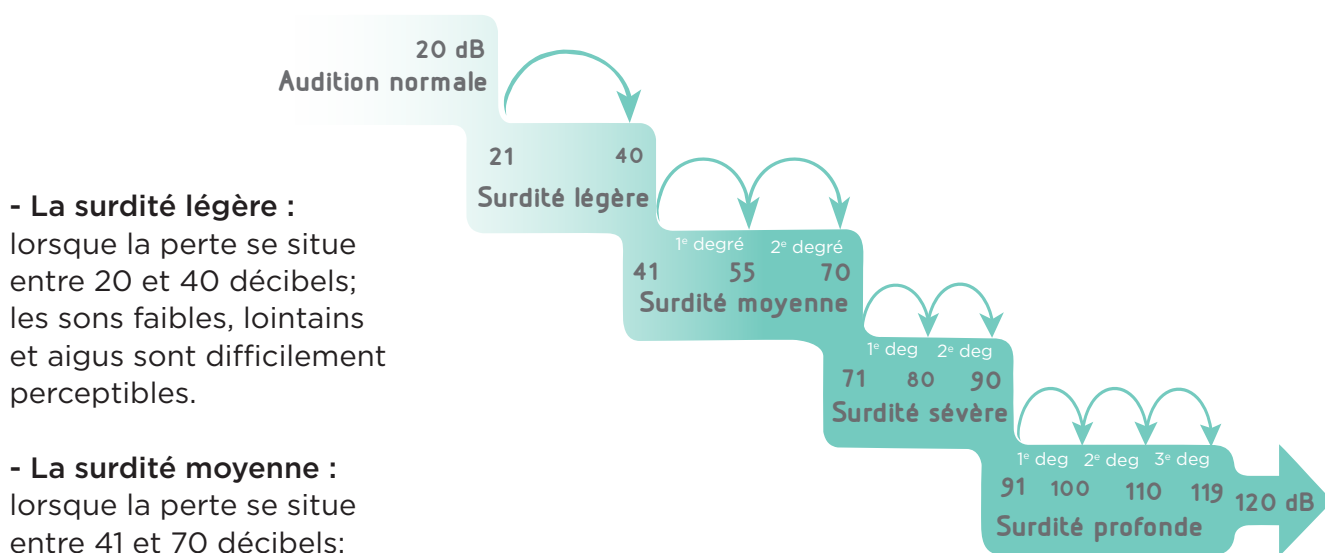 20 dB
Audition normale
21 40
Surdité légère
- La surdité légère :
lorsque la perte se situe
entre 20 et 40 décibels;
les sons faibles, lointains
et aigus sont difficilement
perceptibles.
1e degré 2e degré
41 55 70
Surdité moyenne
1e deg 2e deg
71 80 90
Surdité sévère
- La surdité moyenne :
lorsque la perte se situe
entre 41 et 70 décibels;
1e deg 2e deg 3e deg
91 100 110 119 120 dB
Surdité profonde